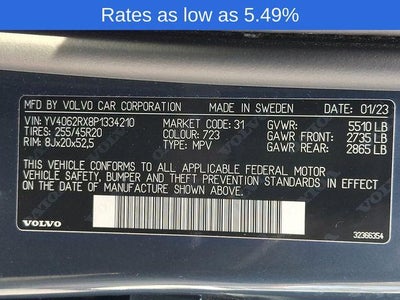 Rates as low as 5.49%
MFD BY VOLVO CAR CORPORATION MADE IN SWEDEN 01/23
VIN: YV4062RX8P1334210 MARKET CODE: 31 GVWR: 5510 LB
TIRES: 255/45R20 COLOUR: 723 GAWR FRONT: 2735 LB
RIM: 8Jx20x52,5 TYPE: MPV GAWR REAR: 2865 LB
THIS VEHICLE CONFORMS TO ALL APPLICABLE FEDERAL MOTOR
VEHICLE SAFETY, BUMPER AND THEFT PREVENTION STANDARDS IN EFFECT
ON THE DATE OF MANUFACTURE SHOWN ABOVE.
VOLVO 32366354